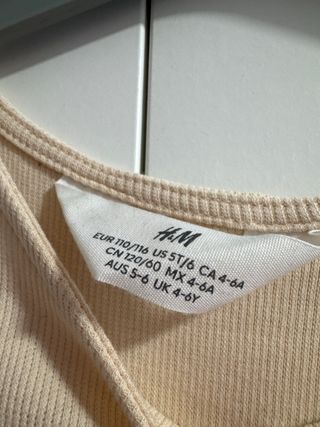 H&M
EUR 110/116 US 5T/6 CA 4-6A
CN 120/60 MX 4-6A
AUS 5-6 UK 4-6Y